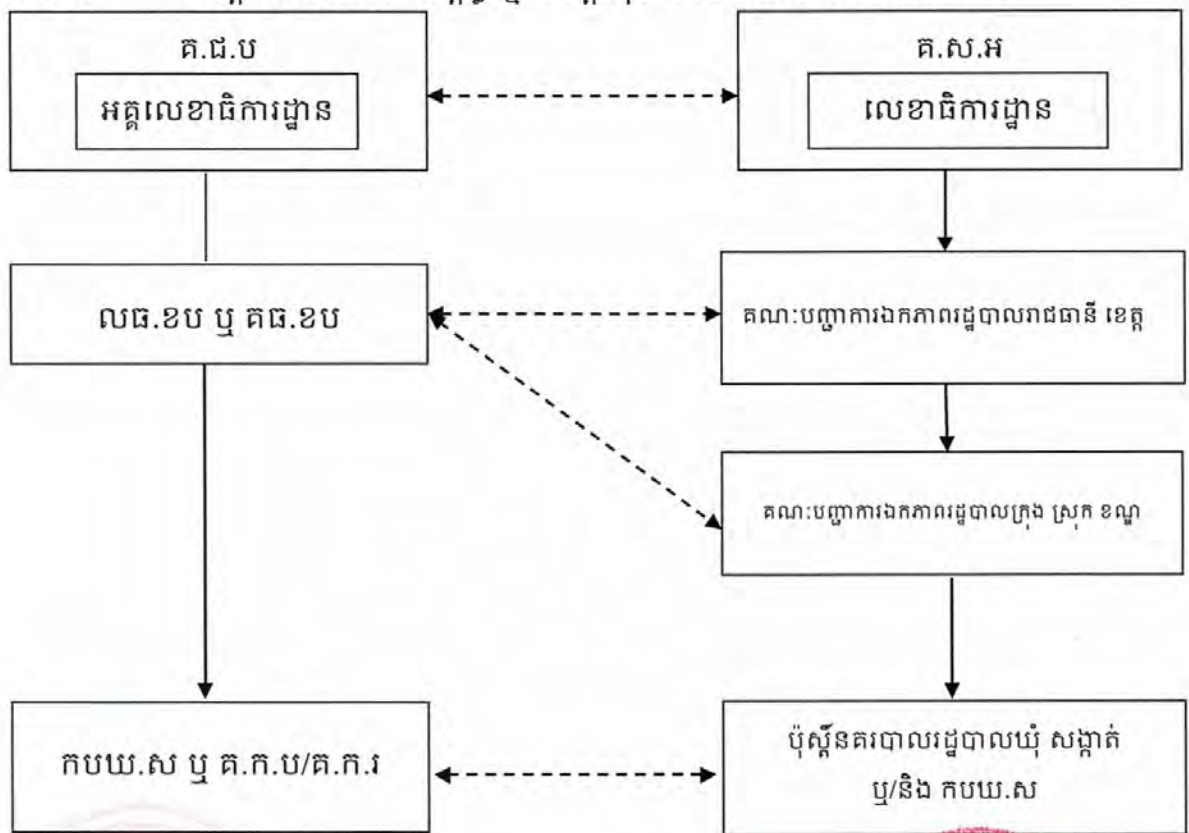 គ.ជ.ប
អគ្គលេខាធិការដ្ឋាន
គ.ស.អ
លេខាធិការដ្ឋាន
លធ.ខប ឬ គធ.ខប
គណៈបញ្ជាការឯកភាពរដ្ឋបាលរាជធានី ខេត្ត
គណៈបញ្ជាការឯកភាពរដ្ឋបាលក្រុង ស្រុក ខណ្ឌ
កបឃ.ស ឬ គ.ក.ប/គ.ក.រ
ប៉ុស្តិ៍នគរបាលរដ្ឋបាលឃុំ សង្កាត់
ឬ/និង កបឃ.ស